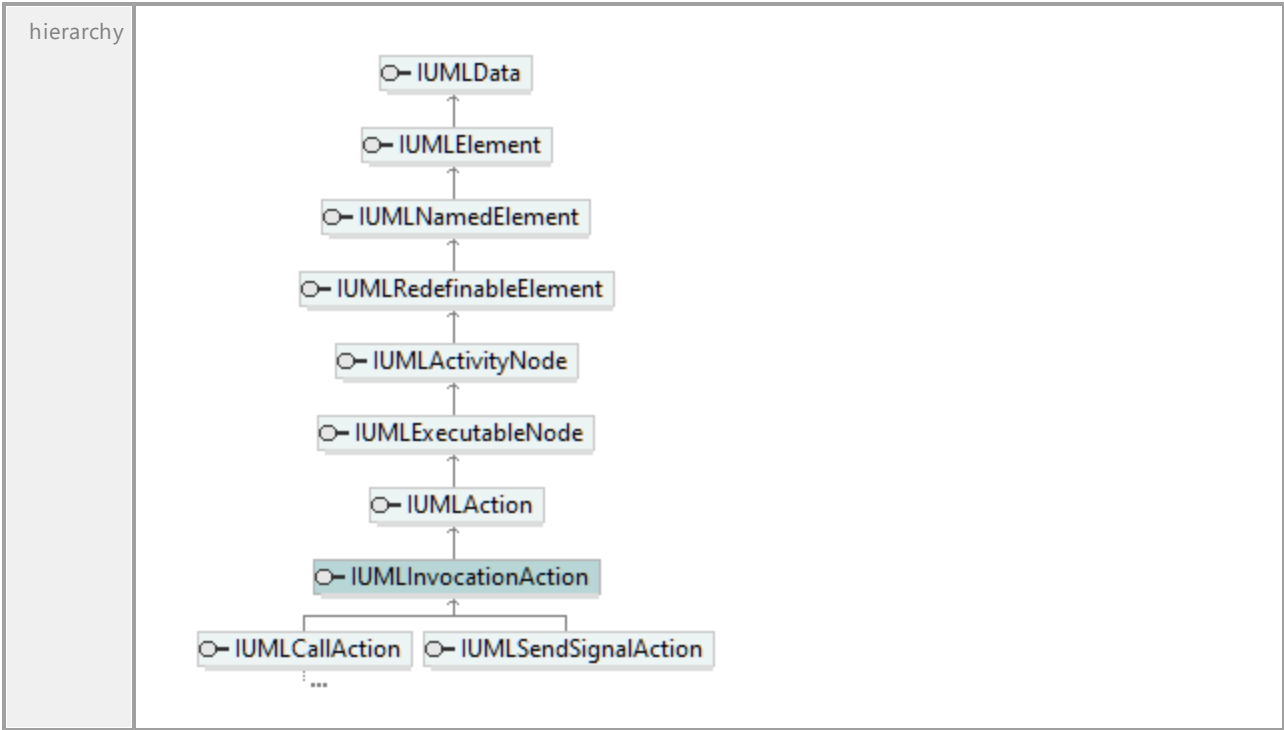 hierarchy
IUMLData
IUMLElement
IUMLNamedElement
IUMLRedefinableElement
IUMLActivityNode
IUMLExecutableNode
IUMLAction
IUMLInvocationAction
IUMLCallAction IUMLSendSignalAction
...